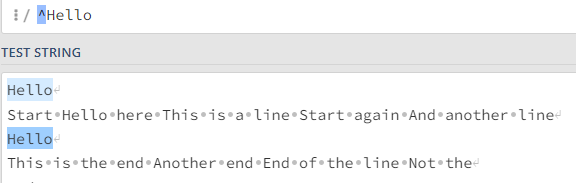 / ^Hello
TEST STRING
Hello
Start Hello here This is a line Start again And another line
Hello
This is the end Another end End of the line Not the